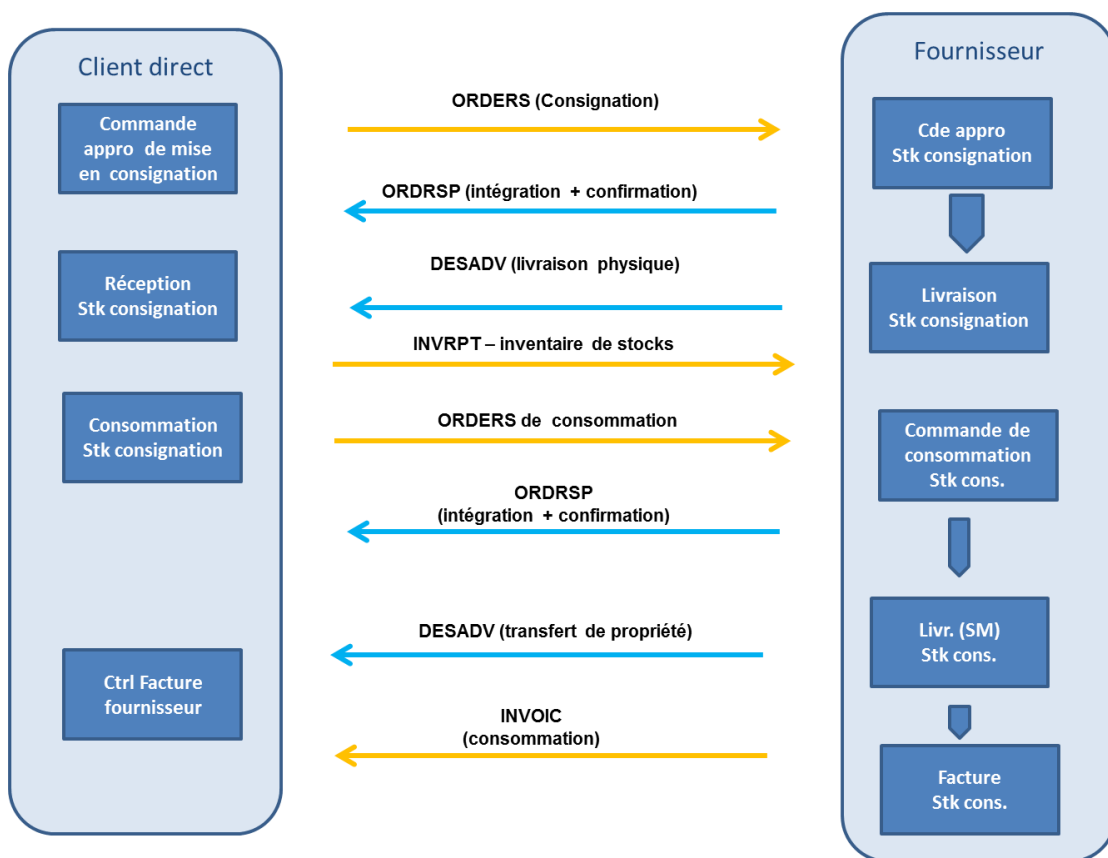 Client direct
Commande
appro de mise
en consignation
Réception
Stk consignation
Consommation
Stk consignation
Ctrl Facture
fournisseur
ORDERS (Consignation)
ORDRSP (intégration + confirmation)
DESADV (livraison physique)
INVRPT – inventaire de stocks
ORDERS de consommation
ORDRSP
(intégration + confirmation)
DESADV (transfert de propriété)
INVOIC
(consommation)
Fournisseur
Cde appro
Stk consignation
Livraison
Stk consignation
Commande de
consommation
Stk cons.
Livr. (SM)
Stk cons.
Facture
Stk cons.